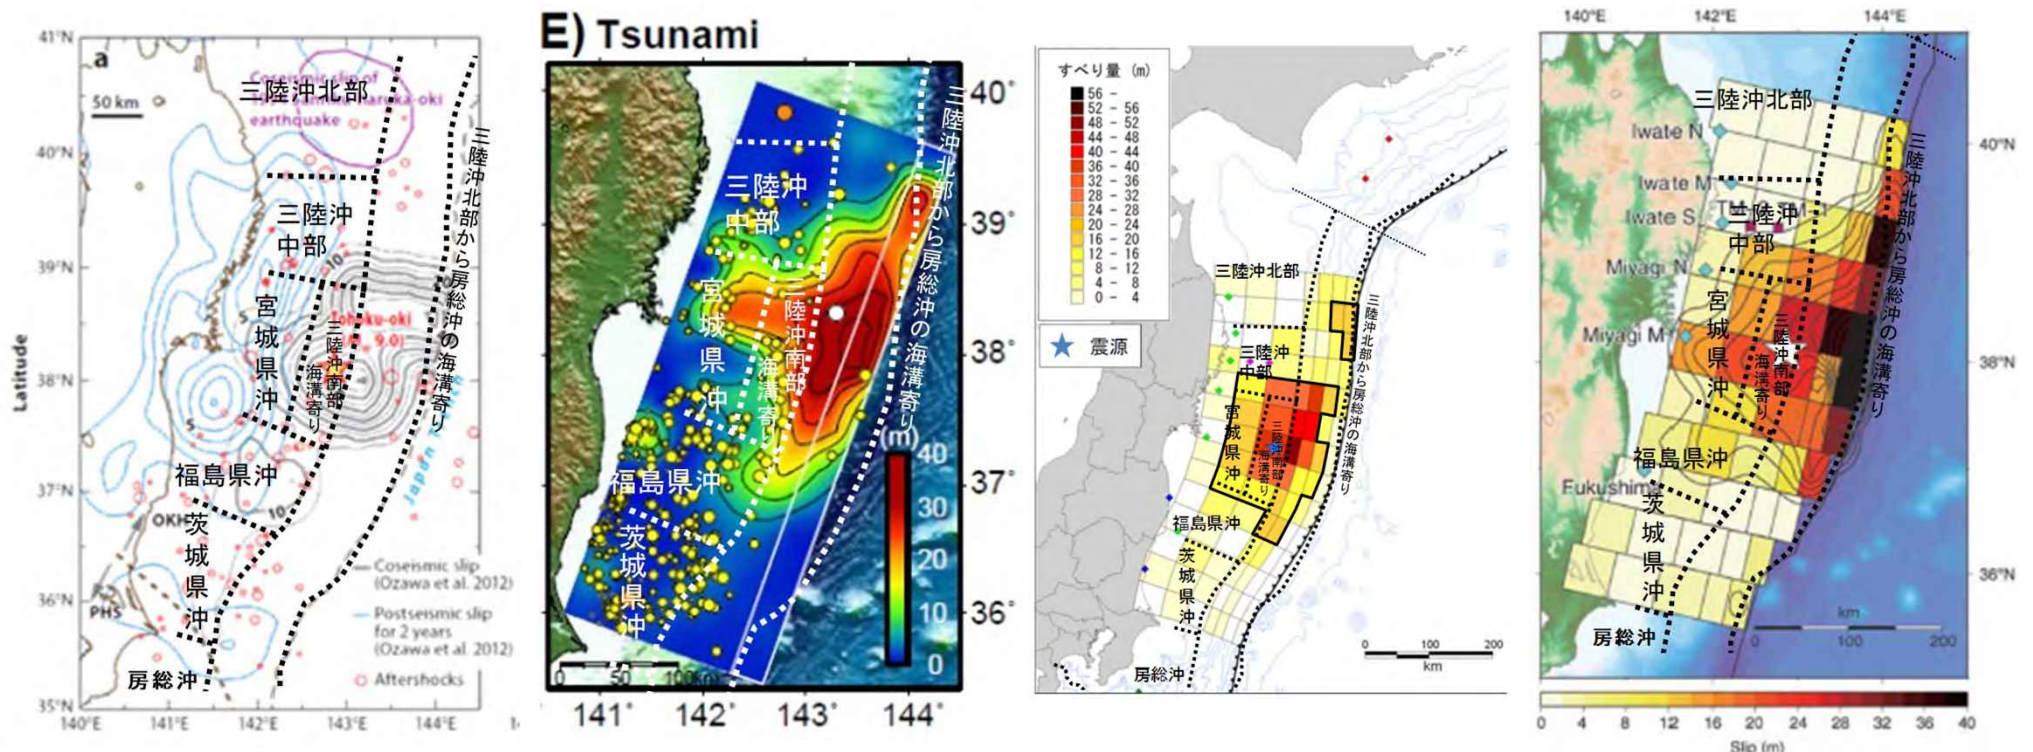 a
41°N
40°N
39°N
38°N
37°N
36°N
35°N
Latitude
140°E
141°E
142°E
143°E
144°E
50 km
Coseismic slip of
earthquake
三陸沖北部
三陸沖
中部
宮城県沖
三陸沖南部
海溝寄り
三陸沖北部から房総沖の海溝寄り
Tohoku-oki
福島県沖
茨城県沖
房総沖
OKH
PHS
10
5
5
10
Coseismic slip
(Ozawa et al. 2012)
Postseismic slip
for 2 years
(Ozawa et al. 2012)
Aftershocks
E) Tsunami
40°
39°
38°
37°
36°
141°
142°
143°
144°
三陸沖
中部
宮城県沖
三陸沖南部
海溝寄り
三陸沖北部から房総沖の海溝寄り
福島県沖
茨城県沖
(m)
40
30
20
10
0
0
50
すべり量 (m)
56 -
52 - 56
48 - 52
44 - 48
40 - 44
36 - 40
32 - 36
28 - 32
24 - 28
20 - 24
16 - 20
12 - 16
8 - 12
4 - 8
0 - 4
震源
三陸沖北部
三陸沖
中部
宮城県沖
三陸沖南部
海溝寄り
三陸沖北部から房総沖の海溝寄り
福島県沖
茨城県沖
房総沖
0 100 200
km
140°E
142°E
144°E
40°N
38°N
36°N
三陸沖北部
Iwate N
Iwate M
Iwate S
三陸沖
中部
Miyagi N
Miyagi M
宮城県沖
三陸沖南部
海溝寄り
三陸沖北部から房総沖の海溝寄り
福島県沖
Fukushima
茨城県沖
房総沖
km
0 100 200
0 4 8 12 16 20 24 28 32 36 40
Slip (m)